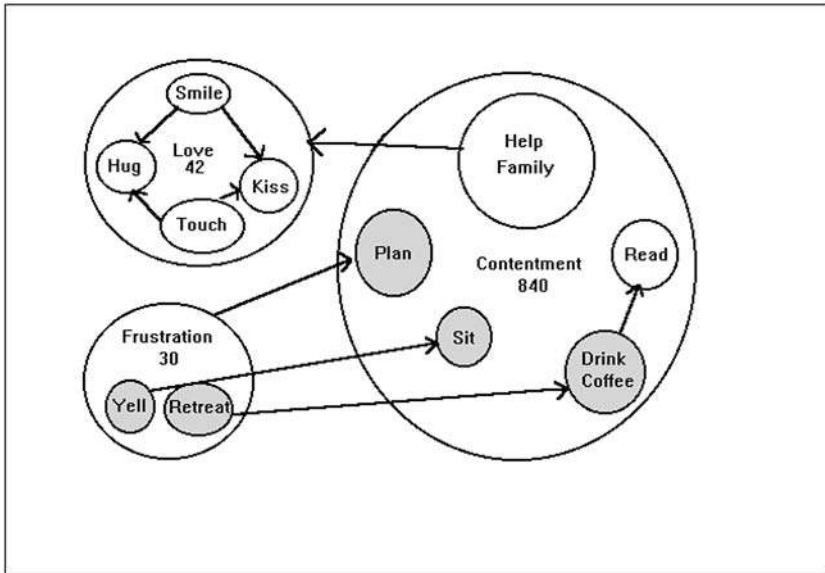 Smile
Love
42
Hug
Kiss
Touch
Help
Family
Plan
Contentment
840
Read
Sit
Frustration
30
Drink
Coffee
Yell
Retreat